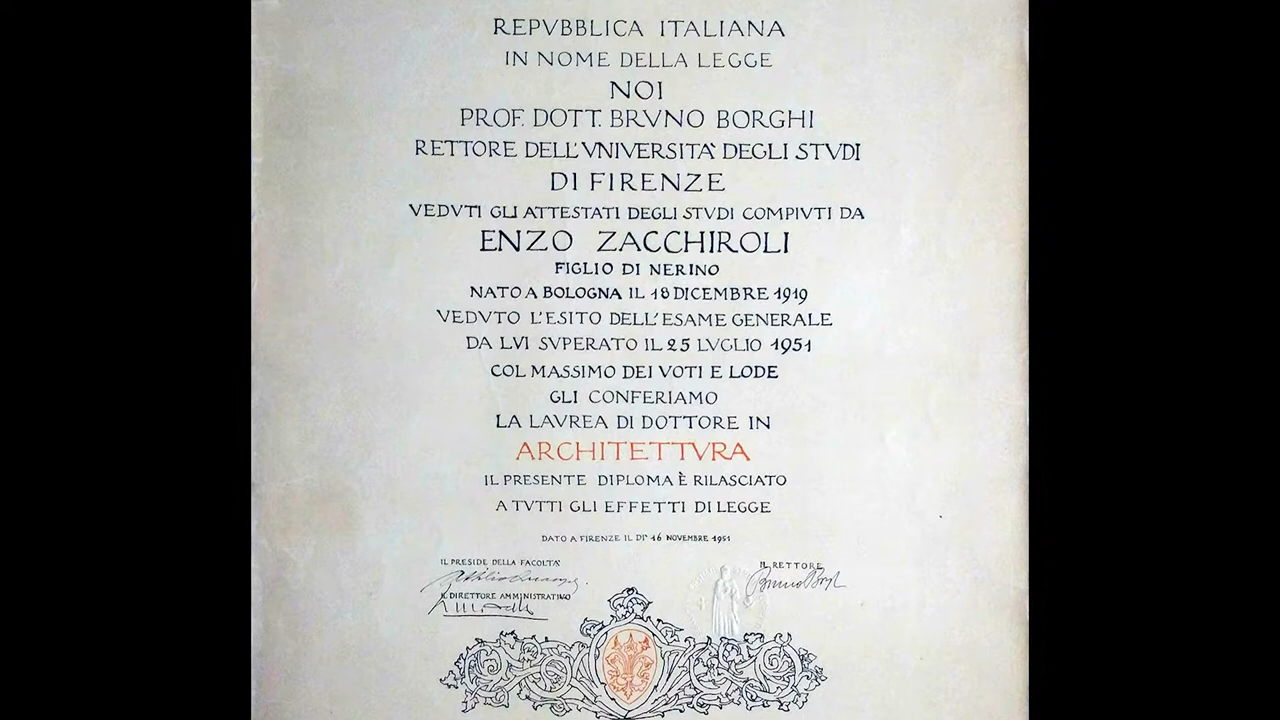 REPVBBLICA ITALIANA
IN NOME DELLA LEGGE
NOI
PROF. DOTT. BRVNO BORGHI
RETTORE DELL'VNIVERSITA' DEGLI STVDI
DI FIRENZE
VEDVTI GLI ATTESTATI DEGLI STVDI COMPIVTI DA
ENZO ZACCHIROLI
FIGLIO DI NERINO
NATO A BOLOGNA IL 18 DICEMBRE 1919
VEDVTO L'ESITO DELL'ESAME GENERALE
DA LVI SVPERATO IL 25 LVGLIO 1951
COL MASSIMO DEI VOTI E LODE
GLI CONFERIAMO
LA LAVREA DI DOTTORE IN
ARCHITETTVRA
IL PRESENTE DIPLOMA È RILASCIATO
A TVTTI GLI EFFETTI DI LEGGE
DATO A FIRENZE IL DI' 16 NOVEMBRE 1951
IL PRESIDE DELLA FACOLTA'
IL DIRETTORE AMMINISTRATIVO
IL RETTORE
Bruno Borghi